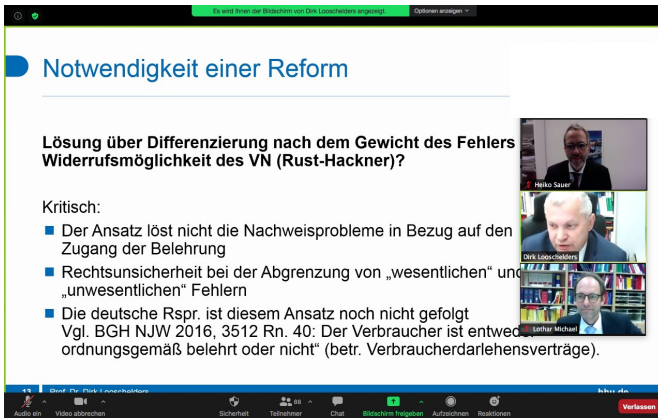 Es wird Ihnen der Bildschirm von Dirk Looschelders angezeigt. Optionen anzeigen
Notwendigkeit einer Reform
Lösung über Differenzierung nach dem Gewicht des Fehlers
Widerrufsmöglichkeit des VN (Rust-Hackner)?
Heiko Sauer
Kritisch:
Der Ansatz löst nicht die Nachweisprobleme in Bezug auf den
Zugang der Belehrung
Dirk Looschelders
Rechtsunsicherheit bei der Abgrenzung von „wesentlichen“ und
„unwesentlichen“ Fehlern
Die deutsche Rspr. ist diesem Ansatz noch nicht gefolgt
Lothar Michael
Vgl. BGH NJW 2016, 3512 Rn. 40: Der Verbraucher ist entweder
ordnungsgemäß belehrt oder nicht“ (betr. Verbraucherdarlehensverträge).
13 Prof. Dr. Dirk Looschelders hhu.de
88
Audio ein Video abbrechen Sicherheit Teilnehmer Chat Bildschirm freigeben Aufzeichnen Reaktionen Verlassen